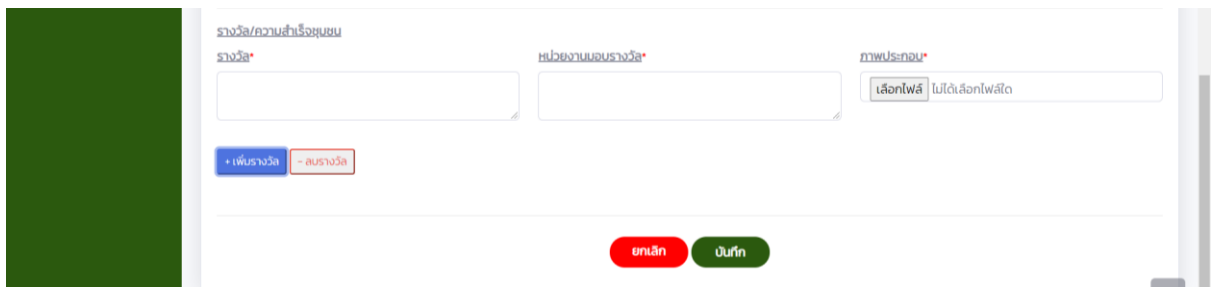 รางวัล/ความสำเร็จชุมชน
รางวัล* หน่วยงานมอบรางวัล* ภาพประกอบ*
เลือกไฟล์ ไม่ได้เลือกไฟล์ใด
+ เพิ่มรางวัล - ลบรางวัล
ยกเลิก บันทึก